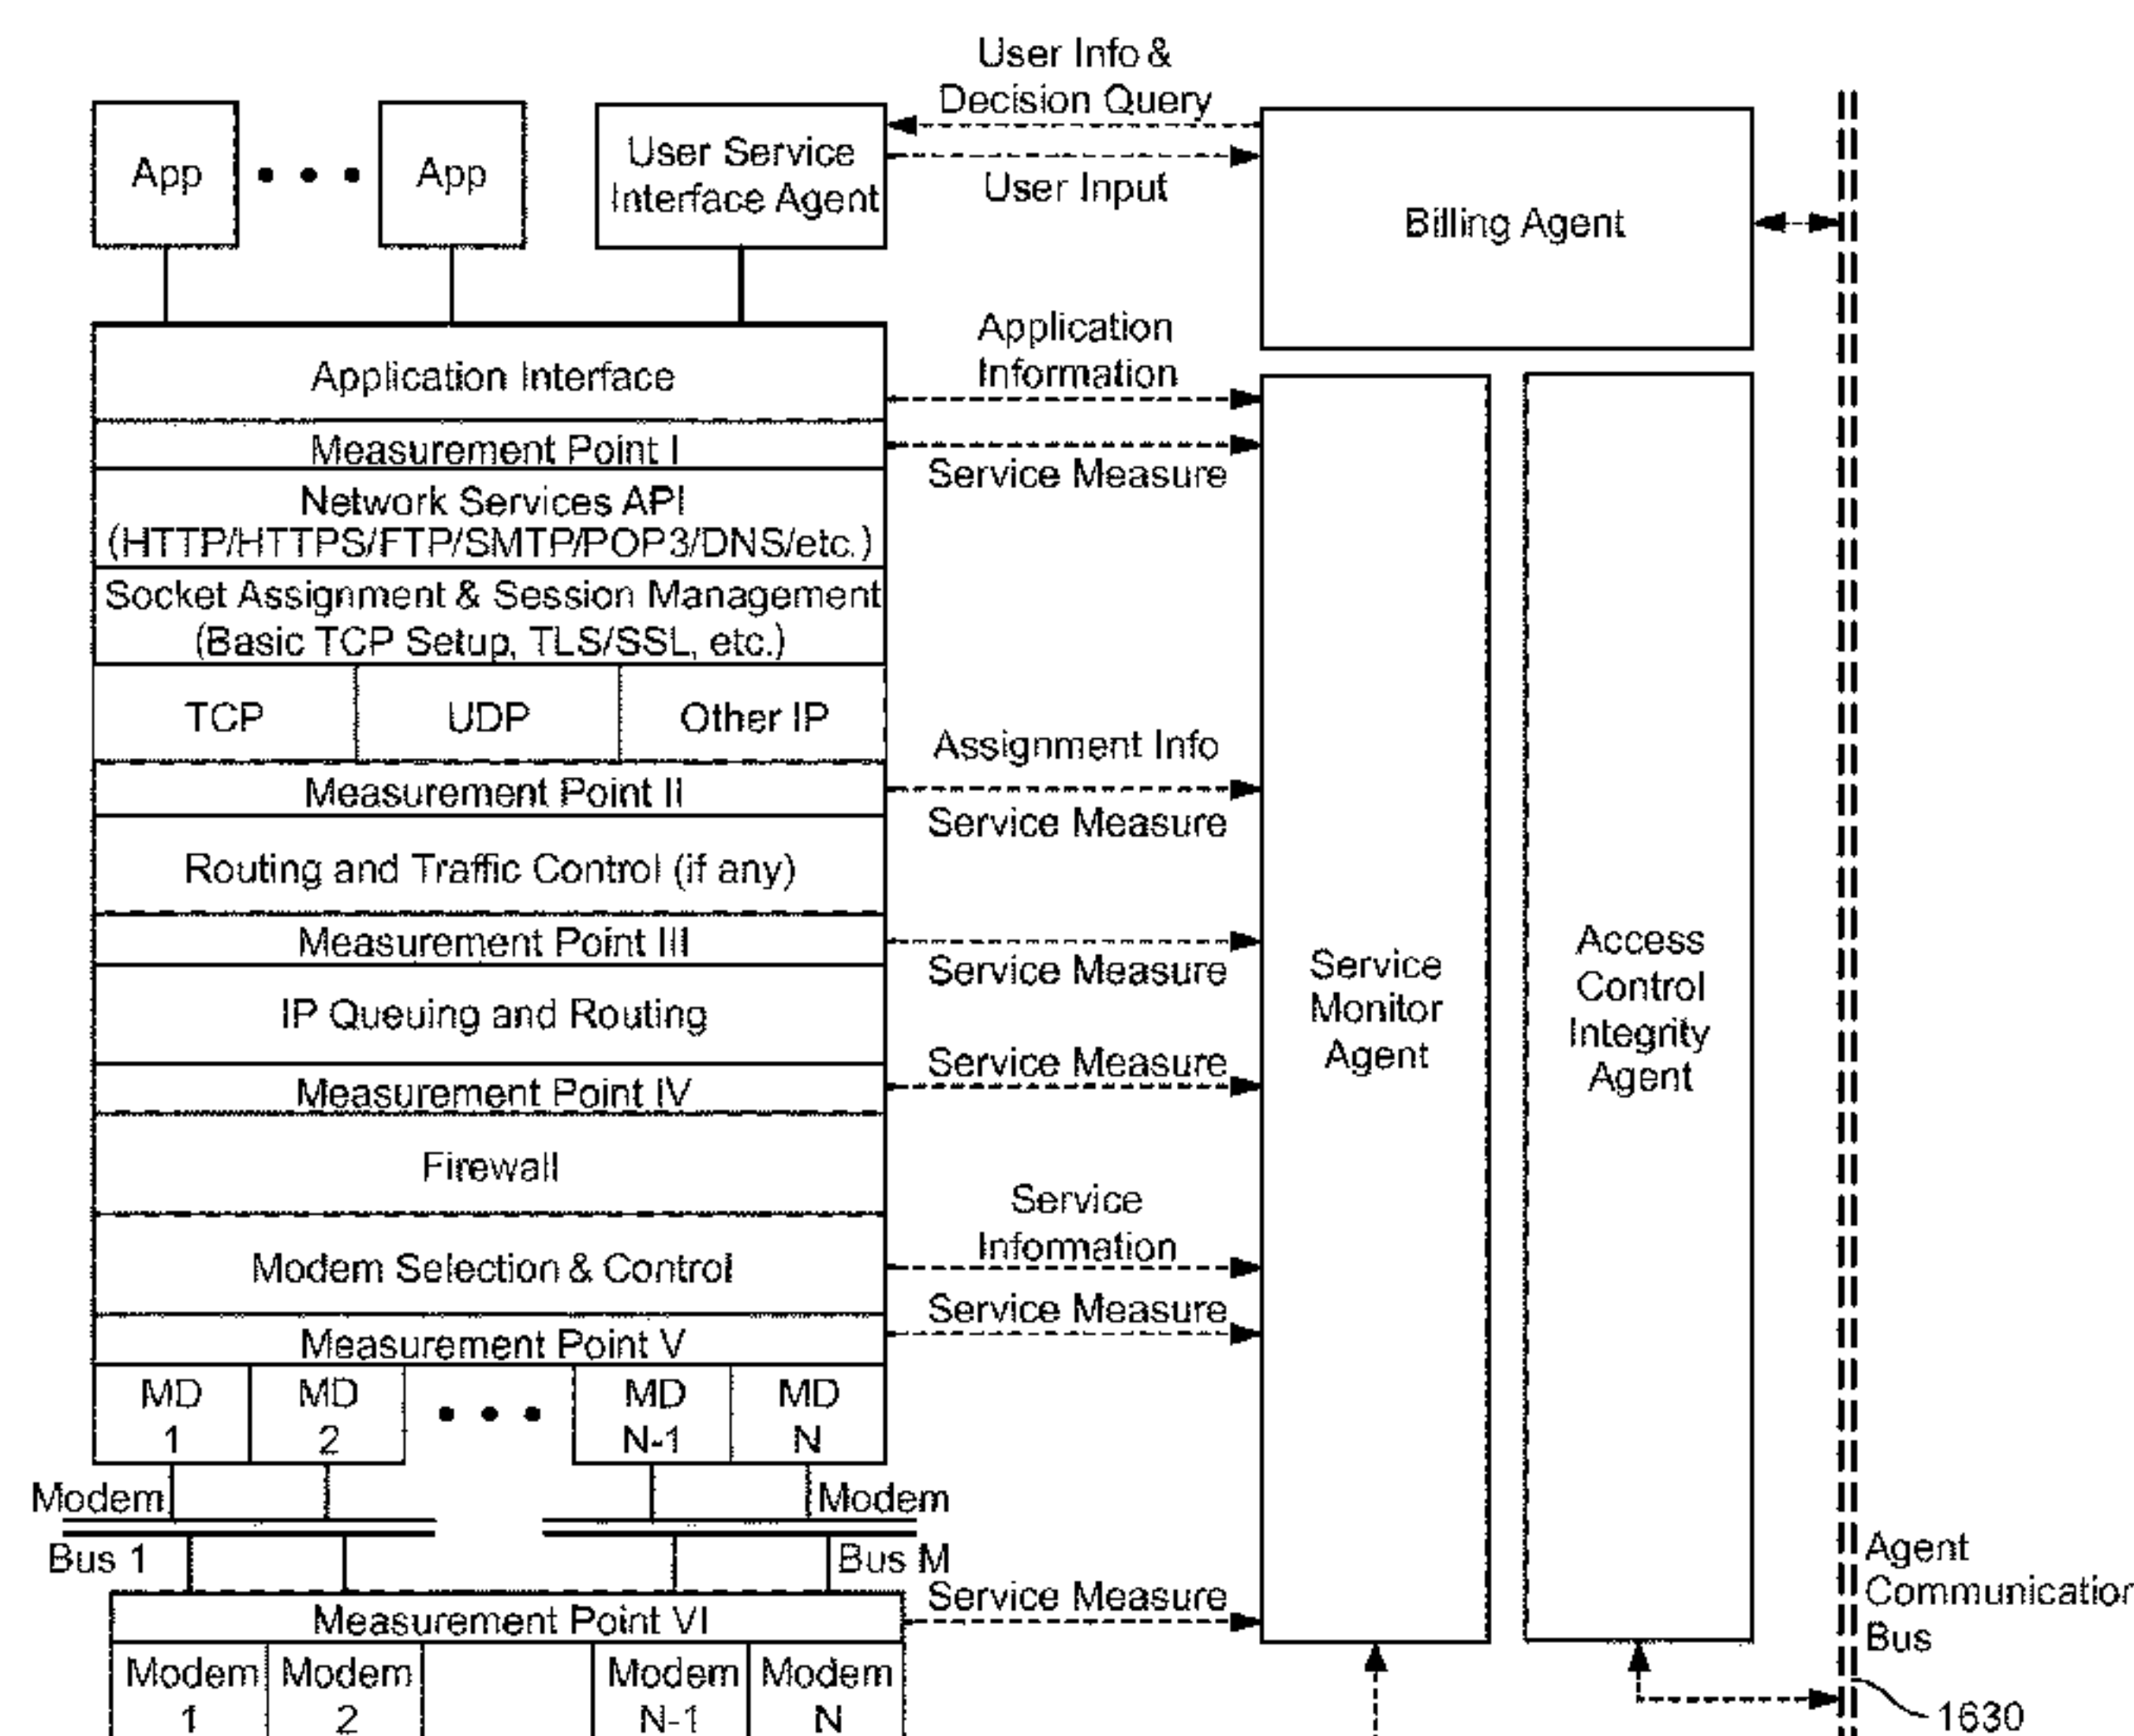 User Info &
Decision Query
App
App
User Service
Interface Agent
User Input
Billing Agent
Application
Information
Application Interface
Measurement Point I
Service Measure
Network Services API
(HTTP/HTTPS/FTP/SMTP/POP3/DNS/etc.)
Socket Assignment & Session Management
(Basic TCP Setup, TLS/SSL, etc.)
TCP
UDP
Other IP
Assignment Info
Measurement Point II
Service Measure
Routing and Traffic Control (if any)
Measurement Point III
Service Measure
IP Queuing and Routing
Service
Monitor
Agent
Access
Control
Integrity
Agent
Service Measure
Measurement Point IV
Firewall
Service
Information
Modem Selection & Control
Service Measure
Measurement Point V
MD
1
MD
2
MD
N-1
MD
N
Modem
Bus 1
Modem
Bus M
Service Measure
Measurement Point VI
Modem
1
Modem
2
Modem
N-1
Modem
N
Agent
Communication
Bus
1630